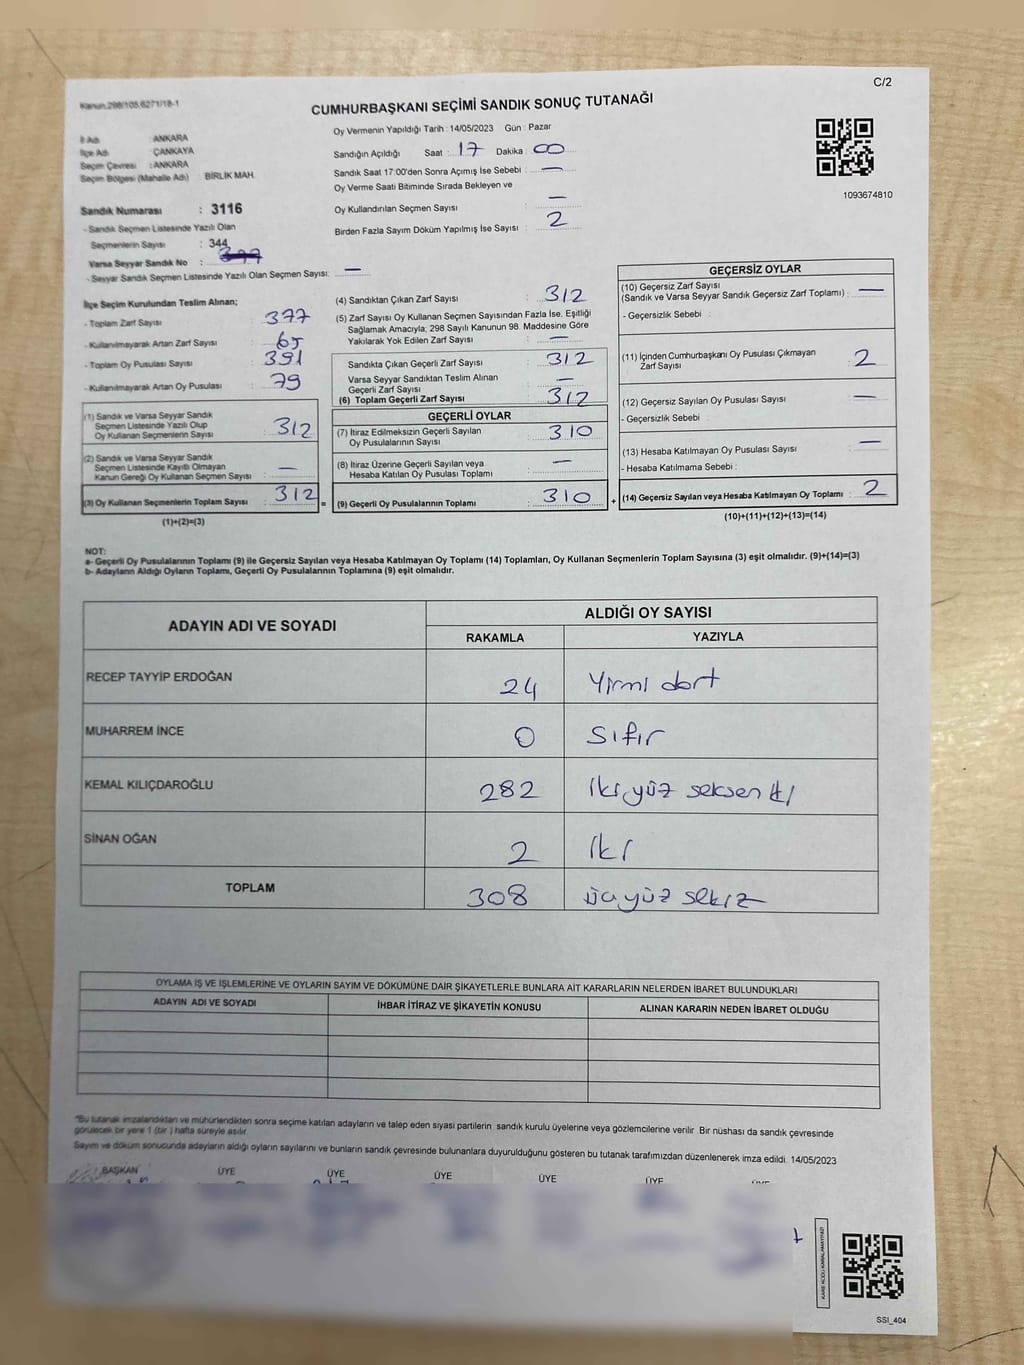 C/2
Kanun.298/105,6271/18-1
CUMHURBAŞKANI SEÇİMİ SANDIK SONUÇ TUTANAĞI
İl Adı : ANKARA
İlçe Adı : ÇANKAYA
Seçim Çevresi : ANKARA
Seçim Bölgesi (Mahalle Adı) : BİRLİK MAH.
Oy Vermenin Yapıldığı Tarih : 14/05/2023 Gün : Pazar
Sandığın Açıldığı Saat : 17 Dakika : 00
Sandık Saat 17:00'den Sonra Açımış İse Sebebi : —
Oy Verme Saati Bitiminde Sırada Bekleyen ve
Oy Kullandırılan Seçmen Sayısı : —
Birden Fazla Sayım Döküm Yapılmış İse Sayısı : 2
1093674810
Sandık Numarası : 3116
- Sandık Seçmen Listesinde Yazılı Olan
Seçmenlerin Sayısı : 344
Varsa Seyyar Sandık No :
- Seyyar Sandık Seçmen Listesinde Yazılı Olan Seçmen Sayısı: —
İlçe Seçim Kurulundan Teslim Alınan;
- Toplam Zarf Sayısı : 377
- Kullanılmayarak Artan Zarf Sayısı : 65
- Toplam Oy Pusulası Sayısı : 391
- Kullanılmayarak Artan Oy Pusulası : 79
(1) Sandık ve Varsa Seyyar Sandık
Seçmen Listesinde Yazılı Olup
Oy Kullanan Seçmenlerin Sayısı : 312
(2) Sandık ve Varsa Seyyar Sandık
Seçmen Listesinde Kayıtlı Olmayan
Kanun Gereği Oy Kullanan Seçmen Sayısı : —
(3) Oy Kullanan Seçmenlerin Toplam Sayısı : 312 =
(1)+(2)=(3)
(4) Sandıktan Çıkan Zarf Sayısı : 312
(5) Zarf Sayısı Oy Kullanan Seçmen Sayısından Fazla İse, Eşitliği
Sağlamak Amacıyla; 298 Sayılı Kanunun 98. Maddesine Göre
Yakılarak Yok Edilen Zarf Sayısı : —
Sandıkta Çıkan Geçerli Zarf Sayısı : 312
Varsa Seyyar Sandıktan Teslim Alınan
Geçerli Zarf Sayısı : —
(6) Toplam Geçerli Zarf Sayısı : 312
GEÇERLİ OYLAR
(7) İtiraz Edilmeksizin Geçerli Sayılan
Oy Pusulalarının Sayısı : 310
(8) İtiraz Üzerine Geçerli Sayılan veya
Hesaba Katılan Oy Pusulası Toplamı : —
(9) Geçerli Oy Pusulalarının Toplamı : 310 +
GEÇERSİZ OYLAR
(10) Geçersiz Zarf Sayısı
(Sandık ve Varsa Seyyar Sandık Geçersiz Zarf Toplamı) : —
- Geçersizlik Sebebi :
(11) İçinden Cumhurbaşkanı Oy Pusulası Çıkmayan
Zarf Sayısı : 2
(12) Geçersiz Sayılan Oy Pusulası Sayısı : —
- Geçersizlik Sebebi :
(13) Hesaba Katılmayan Oy Pusulası Sayısı : —
- Hesaba Katılmama Sebebi :
(14) Geçersiz Sayılan veya Hesaba Katılmayan Oy Toplamı : 2
(10)+(11)+(12)+(13)=(14)
NOT:
a- Geçerli Oy Pusulalarının Toplamı (9) ile Geçersiz Sayılan veya Hesaba Katılmayan Oy Toplamı (14) Toplamları, Oy Kullanan Seçmenlerin Toplam Sayısına (3) eşit olmalıdır. (9)+(14)=(3)
b- Adayların Aldığı Oyların Toplamı, Geçerli Oy Pusulalarının Toplamına (9) eşit olmalıdır.
ADAYIN ADI VE SOYADI
ALDIĞI OY SAYISI
RAKAMLA YAZIYLA
RECEP TAYYİP ERDOĞAN 24 Yirmi dört
MUHARREM İNCE 0 sıfır
KEMAL KILIÇDAROĞLU 282 iki yüz seksen iki
SİNAN OĞAN 2 iki
TOPLAM 308 üçyüz sekiz
OYLAMA İŞ VE İŞLEMLERİNE VE OYLARIN SAYIM VE DÖKÜMÜNE DAİR ŞİKAYETLERLE BUNLARA AİT KARARLARIN NELERDEN İBARET BULUNDUKLARI
ADAYIN ADI VE SOYADI İHBAR İTİRAZ VE ŞİKAYETİN KONUSU ALINAN KARARIN NEDEN İBARET OLDUĞU
*Bu tutanak imzalandıktan ve mühürlendikten sonra seçime katılan adayların ve talep eden siyasi partilerin sandık kurulu üyelerine veya gözlemcilerine verilir. Bir nüshası da sandık çevresinde
görülecek bir yere 1 (bir ) hafta süreyle asılır.
Sayım ve döküm sonucunda adayların aldığı oyların sayılarını ve bunların sandık çevresinde bulunanlara duyurulduğunu gösteren bu tutanak tarafımızdan düzenlenerek imza edildi. 14/05/2023
BAŞKAN ÜYE ÜYE ÜYE ÜYE ÜYE
SSI_404